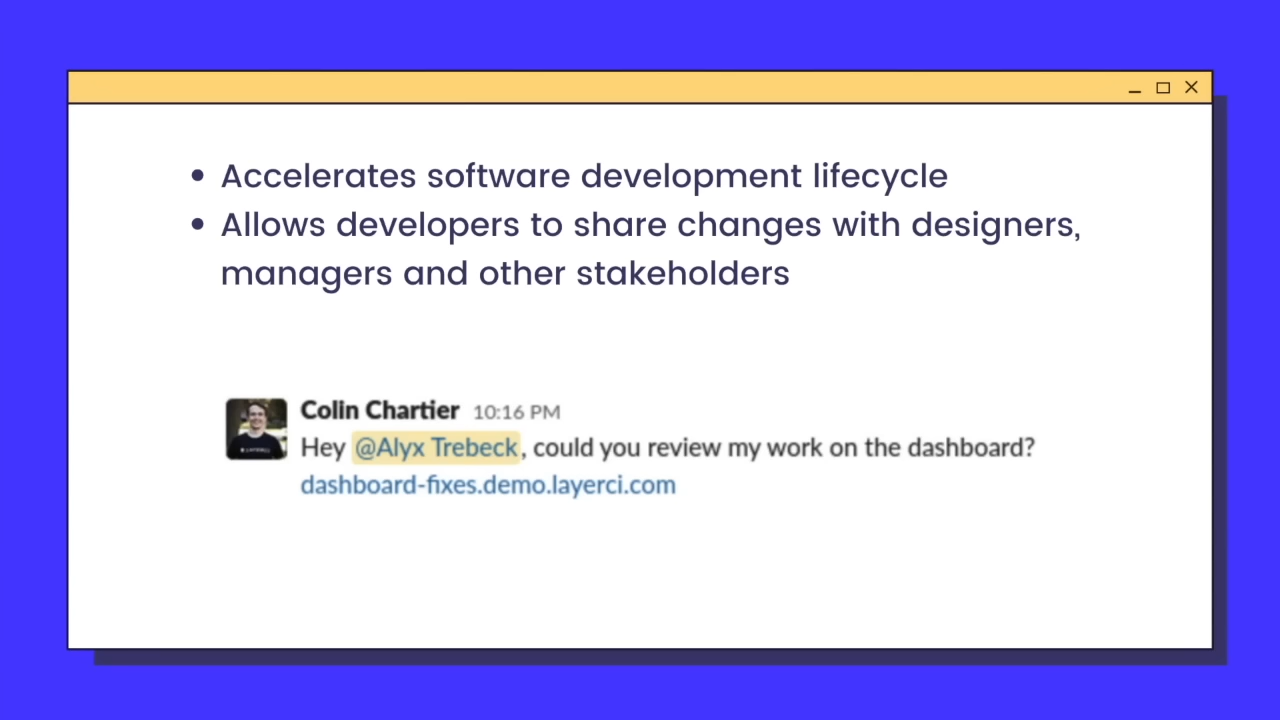 Accelerates software development lifecycle
Allows developers to share changes with designers,
managers and other stakeholders
Colin Chartier 10:16 PM
Hey @Alyx Trebeck, could you review my work on the dashboard?
dashboard-fixes.demo.layerci.com